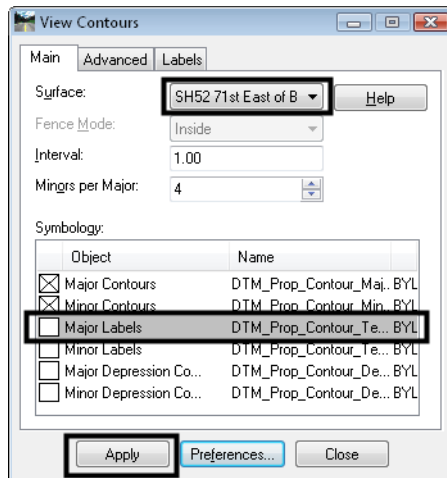 View Contours
Main Advanced Labels
Surface: SH52 71st East of B Help
Fence Mode: Inside
Interval: 1.00
Minors per Major: 4
Symbology:
Object Name
Major Contours DTM_Prop_Contour_Maj.. BYL
Minor Contours DTM_Prop_Contour_Min.. BYL
Major Labels DTM_Prop_Contour_Te... BYL
Minor Labels DTM_Prop_Contour_Te... BYL
Major Depression Co... DTM_Prop_Contour_De... BYL
Minor Depression Co... DTM_Prop_Contour_De... BYL
Apply Preferences... Close